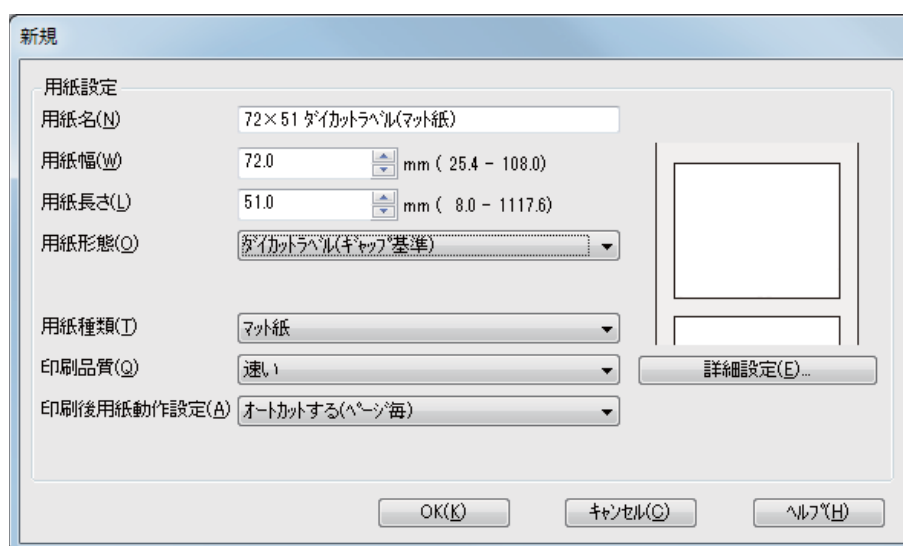 新規
用紙設定
用紙名(N) 72×51 ダイカットラベル(マット紙)
用紙幅(W) 72.0 mm ( 25.4 - 108.0)
用紙長さ(L) 51.0 mm ( 8.0 - 1117.6)
用紙形態(O) ダイカットラベル(ギャップ基準)
用紙種類(T) マット紙
印刷品質(Q) 速い 詳細設定(E)...
印刷後用紙動作設定(A) オートカットする(ページ毎)
OK(K) キャンセル(C) ヘルプ(H)